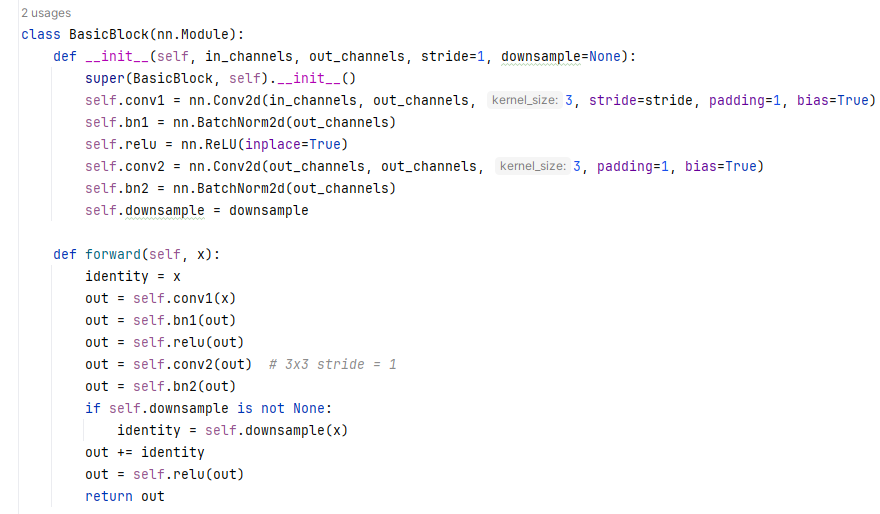 2 usages
class BasicBlock(nn.Module):
    def __init__(self, in_channels, out_channels, stride=1, downsample=None):
        super(BasicBlock, self).__init__()
        self.conv1 = nn.Conv2d(in_channels, out_channels, kernel_size: 3, stride=stride, padding=1, bias=True)
        self.bn1 = nn.BatchNorm2d(out_channels)
        self.relu = nn.ReLU(inplace=True)
        self.conv2 = nn.Conv2d(out_channels, out_channels, kernel_size: 3, padding=1, bias=True)
        self.bn2 = nn.BatchNorm2d(out_channels)
        self.downsample = downsample
    def forward(self, x):
        identity = x
        out = self.conv1(x)
        out = self.bn1(out)
        out = self.relu(out)
        out = self.conv2(out)  # 3x3 stride = 1
        out = self.bn2(out)
        if self.downsample is not None:
            identity = self.downsample(x)
        out += identity
        out = self.relu(out)
        return out